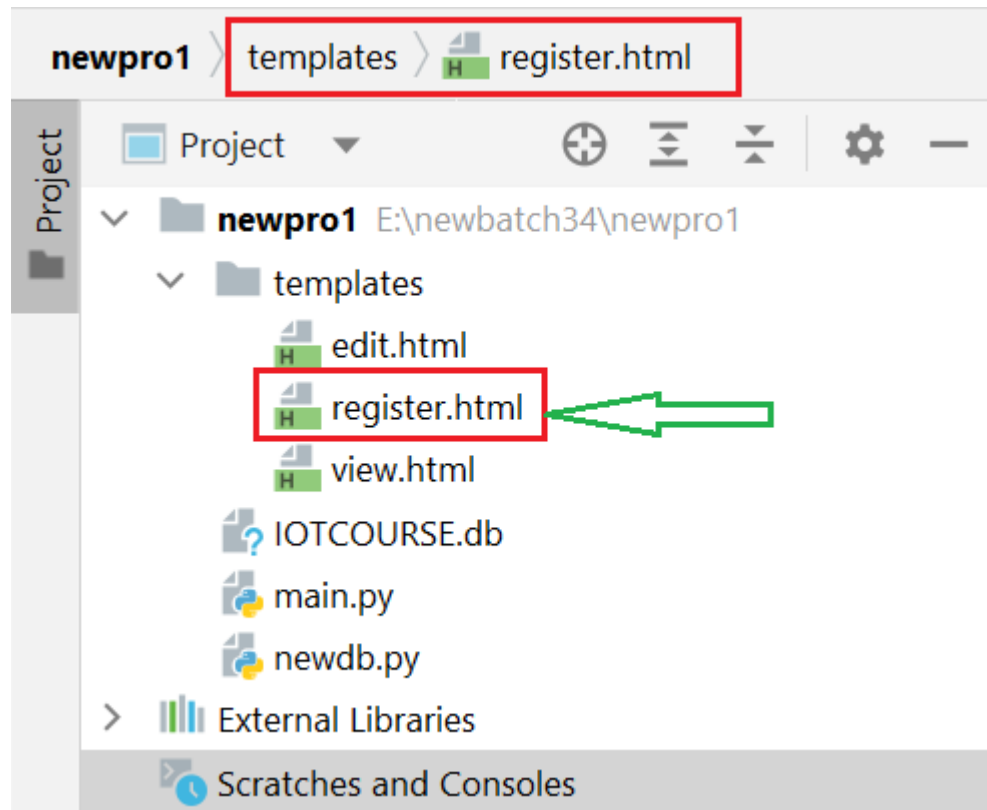 newpro1 templates register.html
Project
Project
newpro1 E:\newbatch34\newpro1
templates
H edit.html
H register.html
H view.html
? IOTCOURSE.db
main.py
newdb.py
External Libraries
Scratches and Consoles